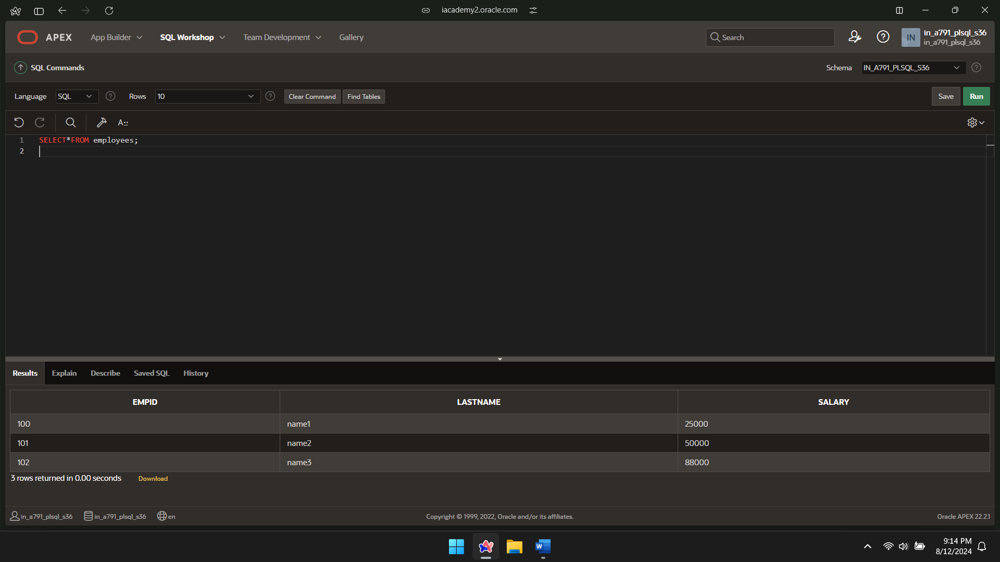 iacademy2.oracle.com
APEX App Builder SQL Workshop Team Development Gallery Search IN in_a791_plsql_s36
in_a791_plsql_s36
SQL Commands Schema IN_A791_PLSQL_S36
Language SQL Rows 10 Clear Command Find Tables Save Run
A::
1 SELECT*FROM employees;
2
Results Explain Describe Saved SQL History
EMPID LASTNAME SALARY
100 name1 25000
101 name2 50000
102 name3 88000
3 rows returned in 0.00 seconds Download
in_a791_plsql_s36 in_a791_plsql_s36 en Copyright © 1999, 2022, Oracle and/or its affiliates. Oracle APEX 22.2.1
W 9:14 PM
8/12/2024